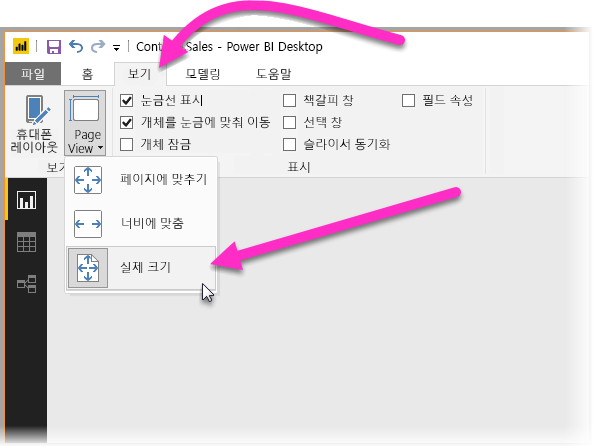 Cont Sales - Power BI Desktop
파일 홈 보기 모델링 도움말
휴대폰
레이아웃
Page
View
눈금선 표시
개체를 눈금에 맞춰 이동
개체 잠금
책갈피 창
선택 창
슬라이서 동기화
필드 속성
보기
표시
페이지에 맞추기
너비에 맞춤
실제 크기